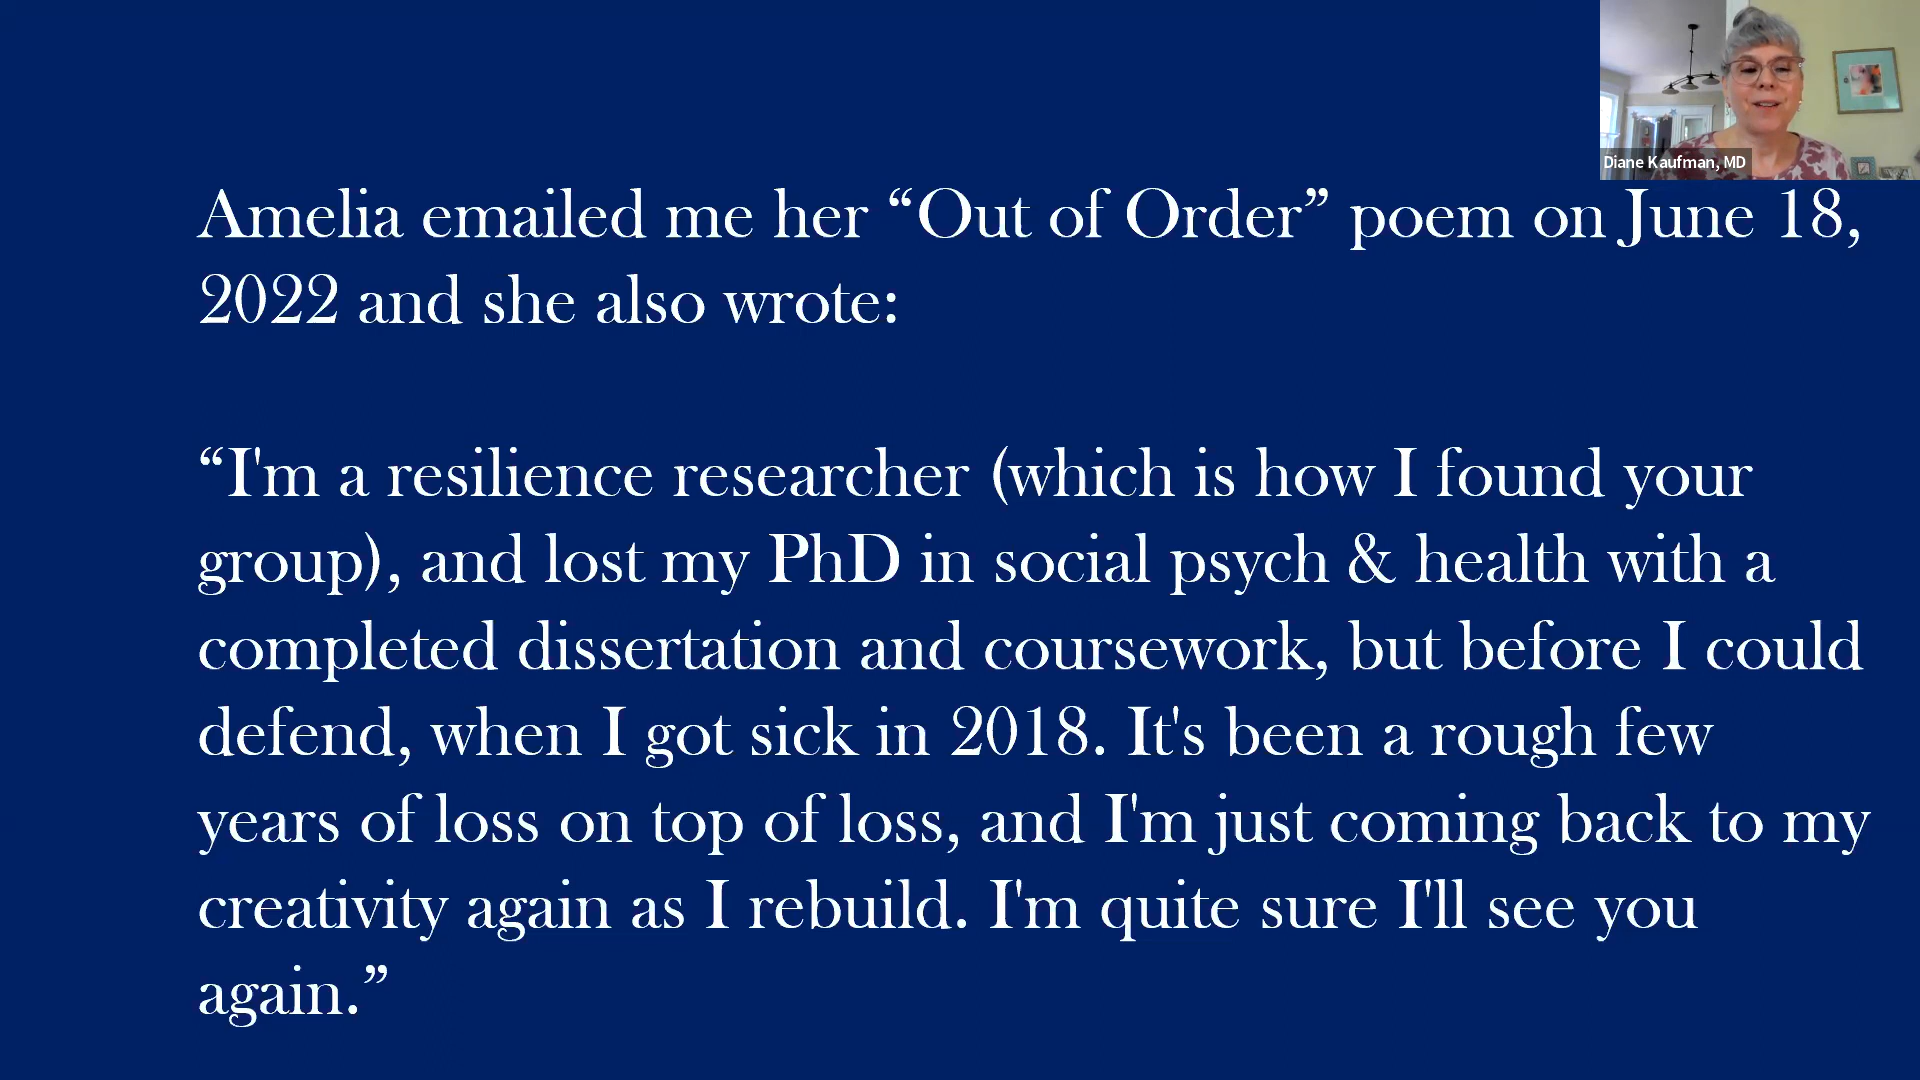 Diane Kaufman, MD
Amelia emailed me her “Out of Order” poem on June 18,
2022 and she also wrote:
“I'm a resilience researcher (which is how I found your
group), and lost my PhD in social psych & health with a
completed dissertation and coursework, but before I could
defend, when I got sick in 2018. It's been a rough few
years of loss on top of loss, and I'm just coming back to my
creativity again as I rebuild. I'm quite sure I'll see you
again.”